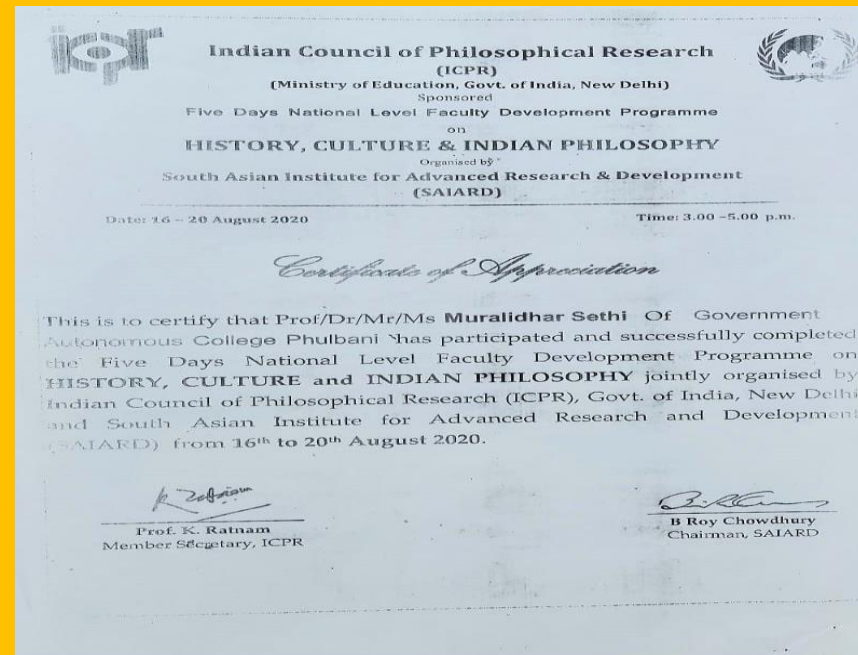 icpr
Indian Council of Philosophical Research
(ICPR)
(Ministry of Education, Govt. of India, New Delhi)
Sponsored
Five Days National Level Faculty Development Programme
on
HISTORY, CULTURE & INDIAN PHILOSOPHY
Organised by
South Asian Institute for Advanced Research & Development
(SAIARD)
Date: 16 – 20 August 2020 Time: 3.00 –5.00 p.m.
Certificate of Appreciation
This is to certify that Prof/Dr/Mr/Ms Muralidhar Sethi Of Government
Autonomous College Phulbani has participated and successfully completed
the Five Days National Level Faculty Development Programme on
HISTORY, CULTURE and INDIAN PHILOSOPHY jointly organised by
Indian Council of Philosophical Research (ICPR), Govt. of India, New Delhi
and South Asian Institute for Advanced Research and Development
(SAIARD) from 16th to 20th August 2020.
Prof. K. Ratnam
Member Secretary, ICPR
B Roy Chowdhury
Chairman, SAIARD